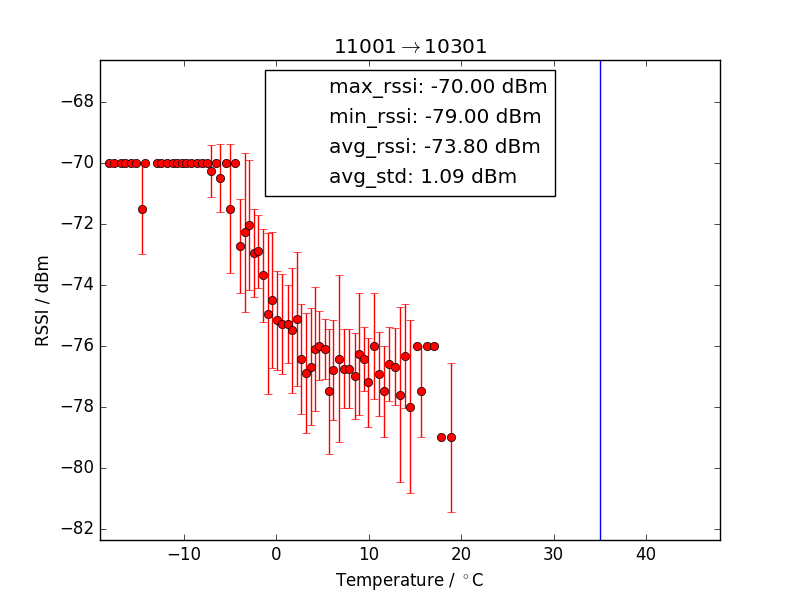 11001→10301
max_rssi: -70.00 dBm
min_rssi: -79.00 dBm
avg_rssi: -73.80 dBm
avg_std: 1.09 dBm
RSSI / dBm
−68
−70
−72
−74
−76
−78
−80
−82
−10 0 10 20 30 40
Temperature / °C